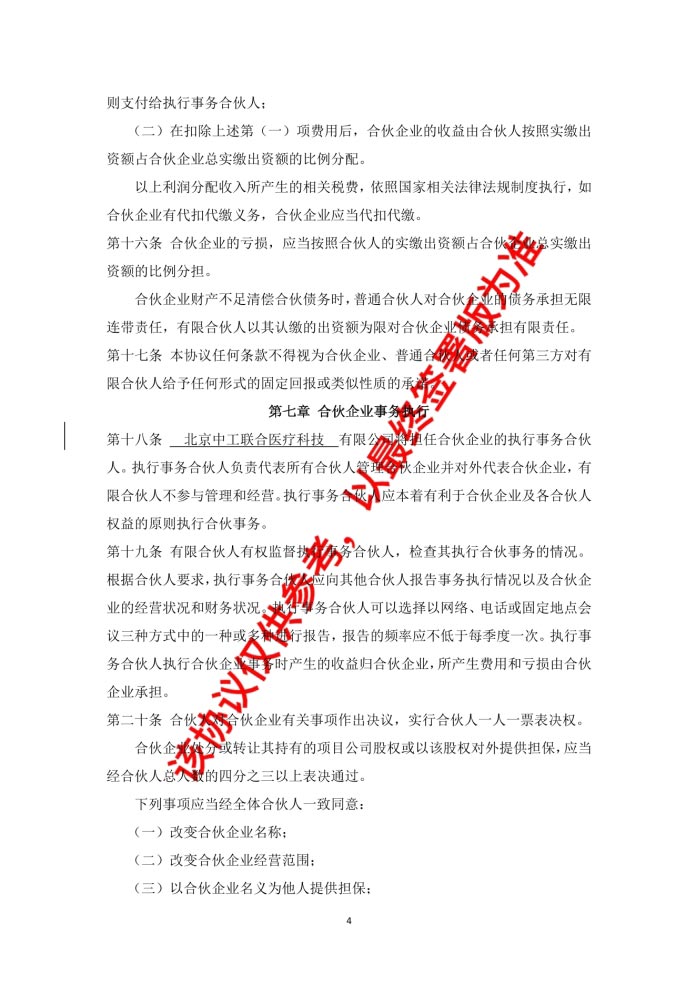 则支付给执行事务合伙人；
（二）在扣除上述第（一）项费用后，合伙企业的收益由合伙人按照实缴出
资额占合伙企业总实缴出资额的比例分配。
以上利润分配收入所产生的相关税费，依照国家相关法律法规制度执行，如
合伙企业有代扣代缴义务，合伙企业应当代扣代缴。
第十六条 合伙企业的亏损，应当按照合伙人的实缴出资额占合伙企业总实缴出
资额的比例分担。
合伙企业财产不足清偿合伙债务时，普通合伙人对合伙企业的债务承担无限
连带责任，有限合伙人以其认缴的出资额为限对合伙企业债务承担有限责任。
第十七条 本协议任何条款不得视为合伙企业、普通合伙人或者任何第三方对有
限合伙人给予任何形式的固定回报或类似性质的承诺。
第七章 合伙企业事务执行
第十八条 北京中工联合医疗科技 有限公司将担任合伙企业的执行事务合伙
人。执行事务合伙人负责代表所有合伙人管理合伙企业并对外代表合伙企业，有
限合伙人不参与管理和经营。执行事务合伙人应本着有利于合伙企业及各合伙人
权益的原则执行合伙事务。
第十九条 有限合伙人有权监督执行事务合伙人，检查其执行合伙事务的情况。
根据合伙人要求，执行事务合伙人应向其他合伙人报告事务执行情况以及合伙企
业的经营状况和财务状况。执行事务合伙人可以选择以网络、电话或固定地点会
议三种方式中的一种或多种进行报告，报告的频率应不低于每季度一次。执行事
务合伙人执行合伙企业事务时产生的收益归合伙企业，所产生费用和亏损由合伙
企业承担。
第二十条 合伙人对合伙企业有关事项作出决议，实行合伙人一人一票表决权。
合伙企业处分或转让其持有的项目公司股权或以该股权对外提供担保，应当
经合伙人总人数的四分之三以上表决通过。
下列事项应当经全体合伙人一致同意：
（一）改变合伙企业名称；
（二）改变合伙企业经营范围；
（三）以合伙企业名义为他人提供担保；
4
该协议仅供参考，以最终签署版为准